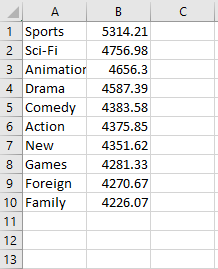 A B C
1 Sports 5314.21
2 Sci-Fi 4756.98
3 Animation 4656.3
4 Drama 4587.39
5 Comedy 4383.58
6 Action 4375.85
7 New 4351.62
8 Games 4281.33
9 Foreign 4270.67
10 Family 4226.07
11
12
13